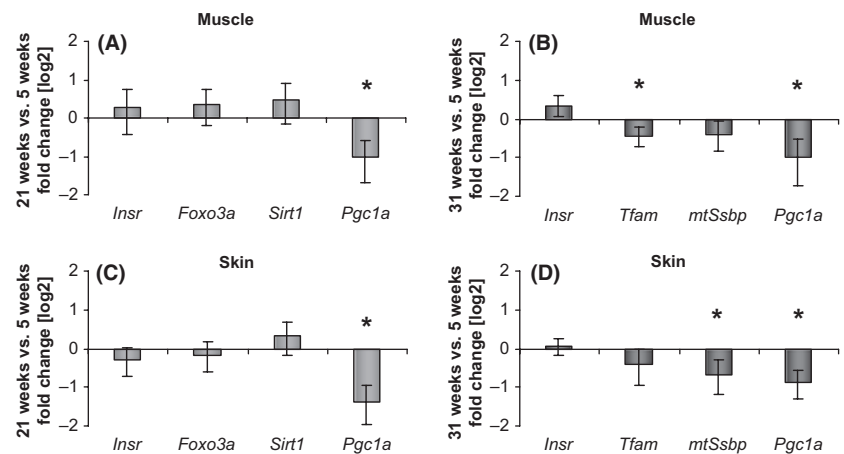 Muscle
(A)
21 weeks vs. 5 weeks
fold change [log2]
2
1
0
–1
–2
*
Insr Foxo3a Sirt1 Pgc1a
Muscle
(B)
31 weeks vs. 5 weeks
fold change [log2]
2
1
0
–1
–2
* *
Insr Tfam mtSsbp Pgc1a
Skin
(C)
21 weeks vs. 5 weeks
fold change [log2]
2
1
0
–1
–2
*
Insr Foxo3a Sirt1 Pgc1a
Skin
(D)
31 weeks vs. 5 weeks
fold change [log2]
2
1
0
–1
–2
* *
Insr Tfam mtSsbp Pgc1a